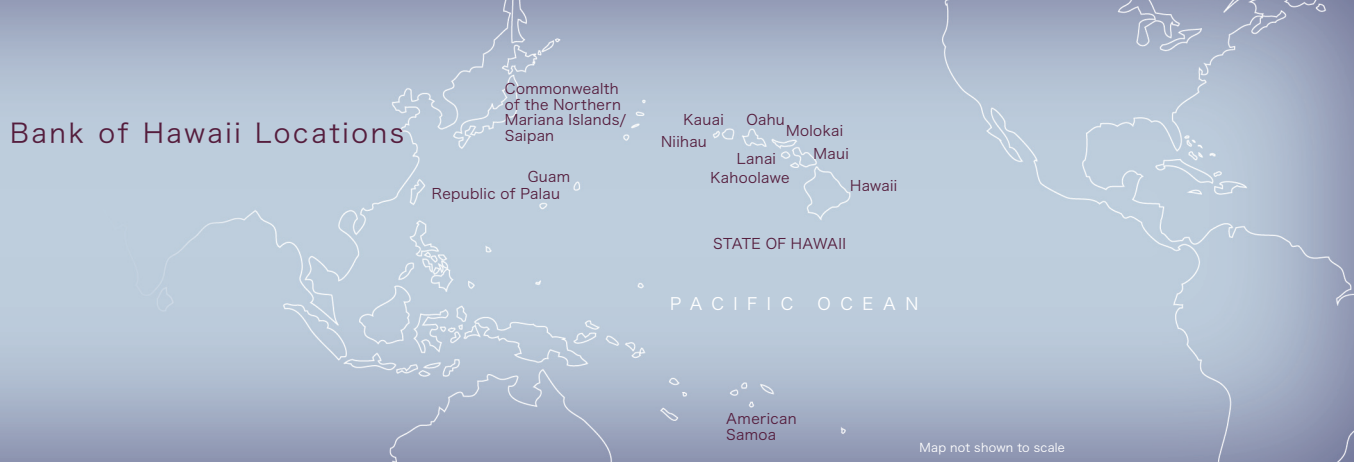 Bank of Hawaii Locations
Commonwealth
of the Northern
Mariana Islands/
Saipan
Guam
Republic of Palau
Kauai
Oahu
Molokai
Niihau
Maui
Lanai
Kahoolawe
Hawaii
STATE OF HAWAII
PACIFIC OCEAN
American
Samoa
Map not shown to scale